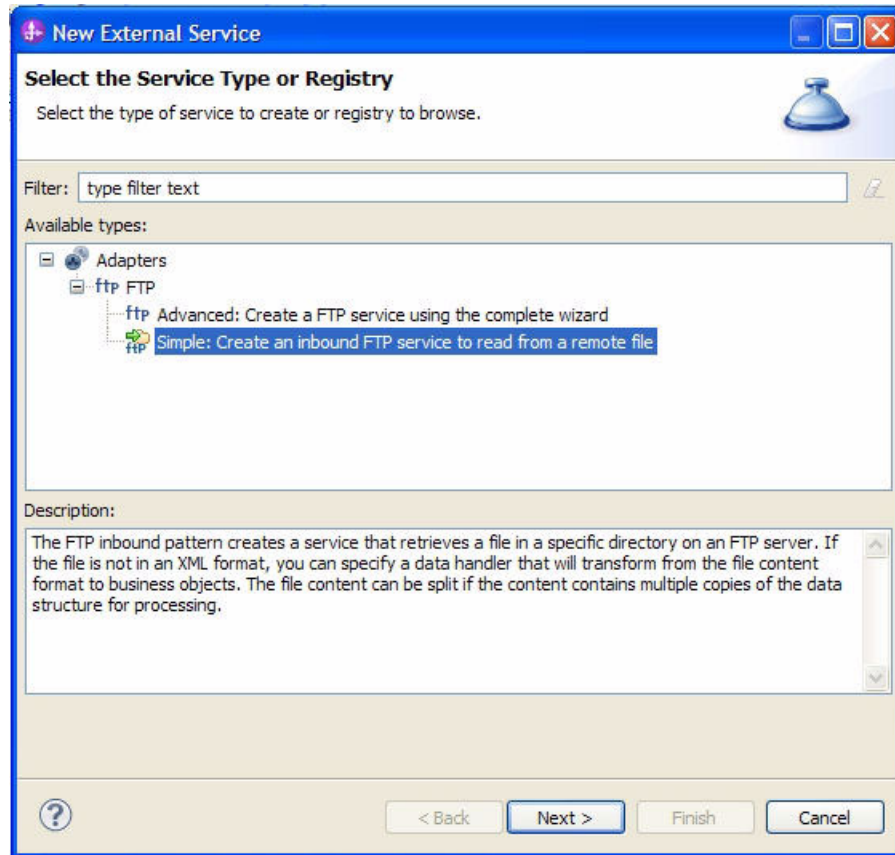 New External Service
Select the Service Type or Registry
Select the type of service to create or registry to browse.
Filter: type filter text
Available types:
Adapters
ftp FTP
ftp Advanced: Create a FTP service using the complete wizard
ftp Simple: Create an inbound FTP service to read from a remote file
Description:
The FTP inbound pattern creates a service that retrieves a file in a specific directory on an FTP server. If
the file is not in an XML format, you can specify a data handler that will transform from the file content
format to business objects. The file content can be split if the content contains multiple copies of the data
structure for processing.
? < Back Next > Finish Cancel